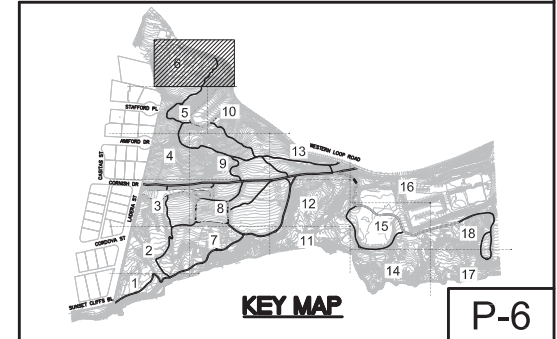 6
STAFFORD PL
5
10
AMIFORD DR
WESTERN LOOP ROAD
13
CASITAS ST
4
9
CORNISH DR
16
LADERA ST
3
8
12
15
CORDOVA ST
18
2
7
11
14
17
1
SUNSET CLIFFS BL
KEY MAP
P-6